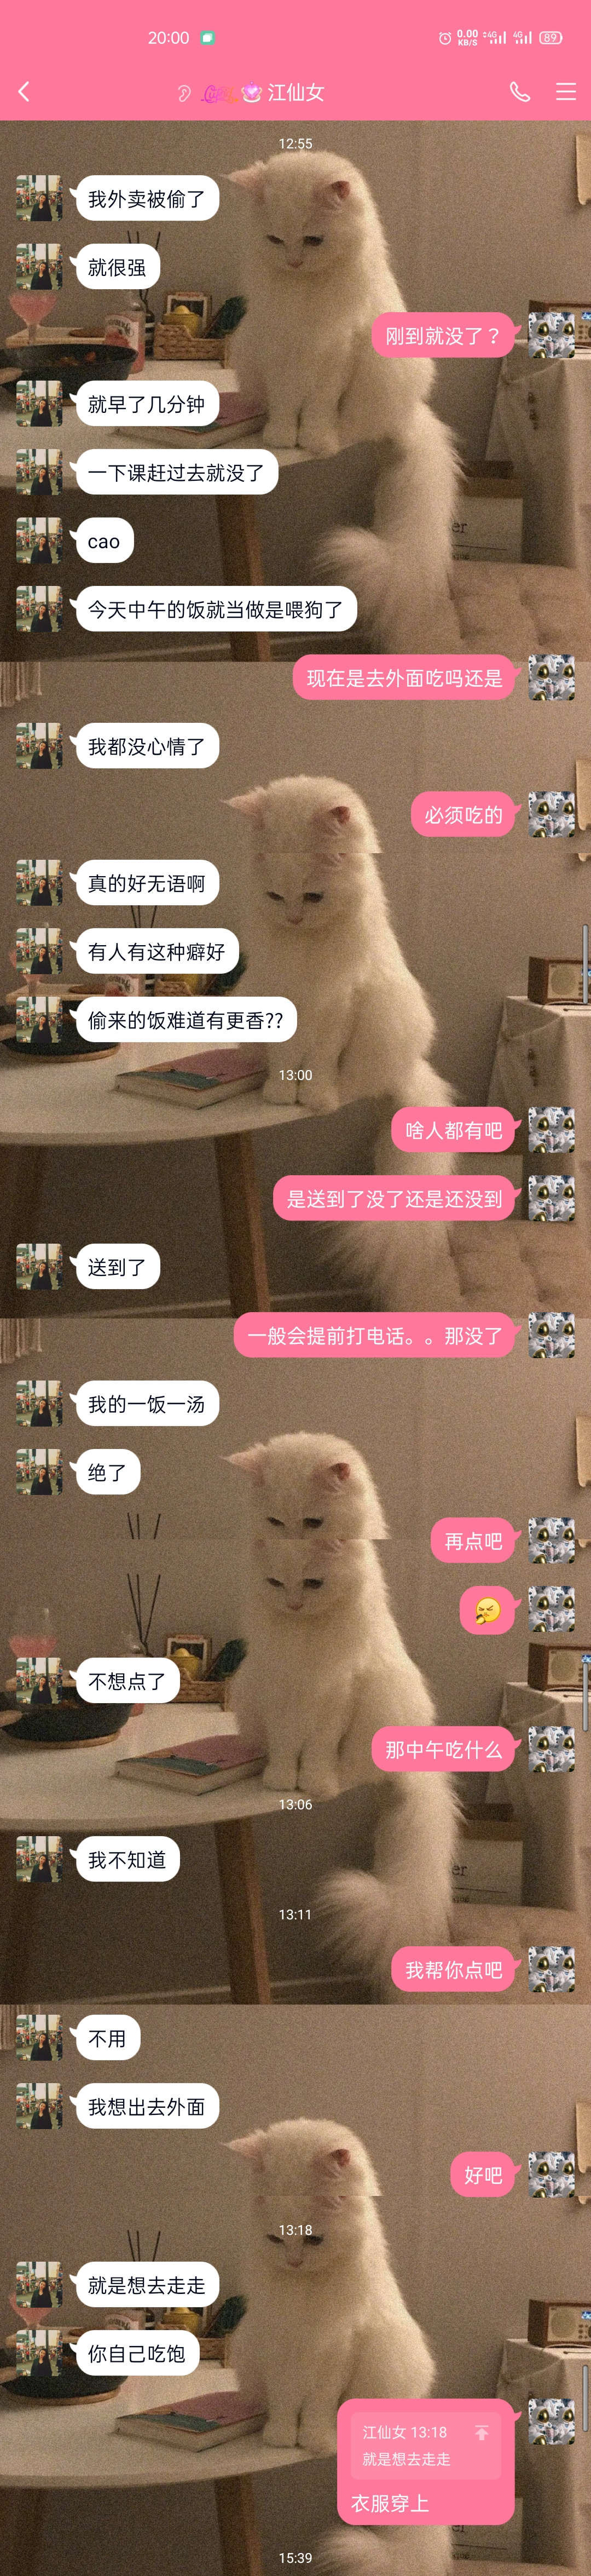 20:00
0.00
KB/S
4G
4G
89
江仙女
12:55
我外卖被偷了
就很强
刚到就没了？
就早了几分钟
一下课赶过去就没了
cao
今天中午的饭就当做是喂狗了
现在是去外面吃吗还是
我都没心情了
必须吃的
真的好无语啊
有人有这种癖好
偷来的饭难道有更香??
13:00
啥人都有吧
是送到了没了还是还没到
送到了
一般会提前打电话。。那没了
我的一饭一汤
绝了
再点吧
不想点了
那中午吃什么
13:06
我不知道
13:11
我帮你点吧
不用
我想出去外面
好吧
13:18
就是想去走走
你自己吃饱
江仙女 13:18
就是想去走走
衣服穿上
15:39